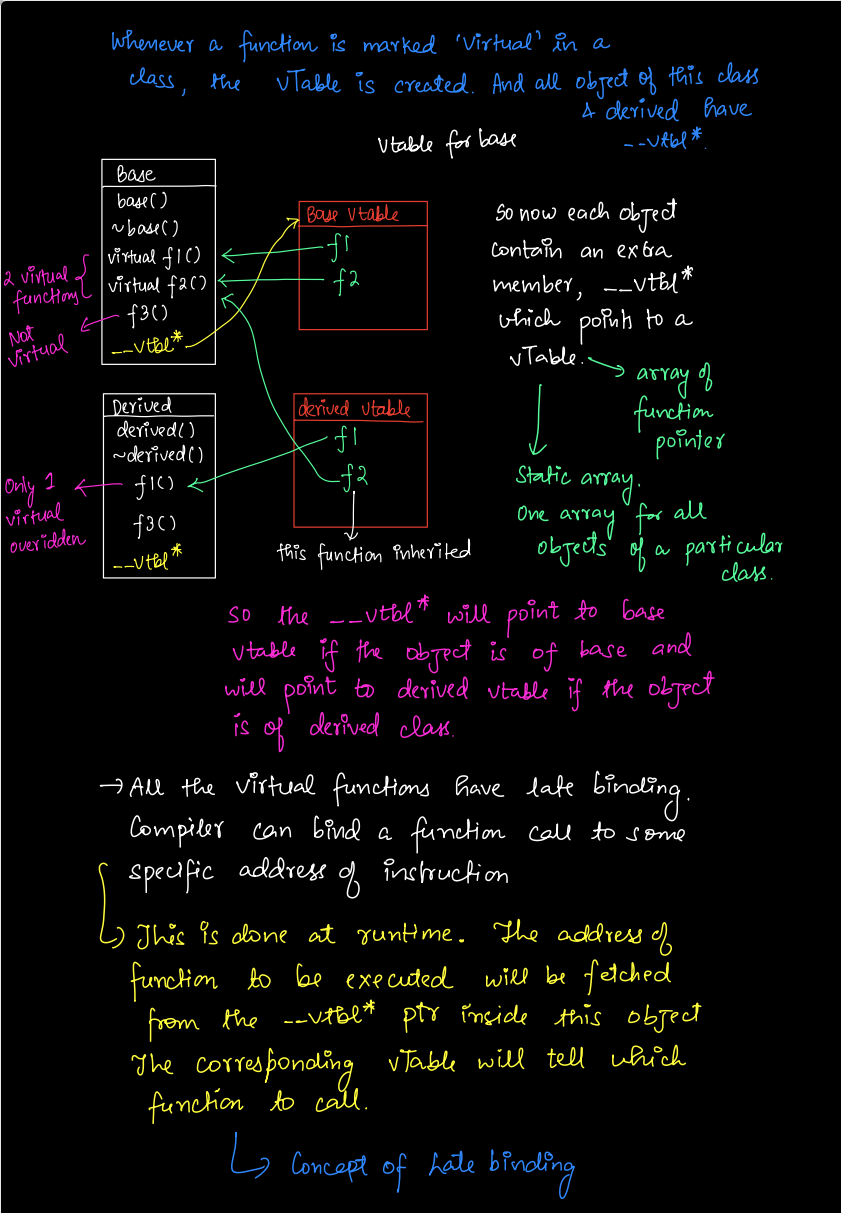 Whenever a function is marked 'Virtual' in a
class, the vTable is created. And all object of this class
& derived have
--vtbl*.
Vtable for base
Base
base()
~base()
virtual f1()
virtual f2()
f3()
--vtbl*
2 virtual
functions
Not
virtual
Base Vtable
f1
f2
So now each object
contain an extra
member, --vtbl*
which points to a
vTable.
array of
function
pointer
Static array.
One array for all
objects of a particular
class.
Derived
derived()
~derived()
f1()
f3()
--vtbl*
Only 1
virtual
overidden
derived vtable
f1
f2
this function inherited
So the --vtbl* will point to base
vtable if the object is of base and
will point to derived vtable if the object
is of derived class.
→ All the virtual functions have late binding.
Compiler can bind a function call to some
specific address of instruction
This is done at runtime. The address of
function to be executed will be fetched
from the --vtbl* ptr inside this object
The corresponding vTable will tell which
function to call.
Concept of Late binding